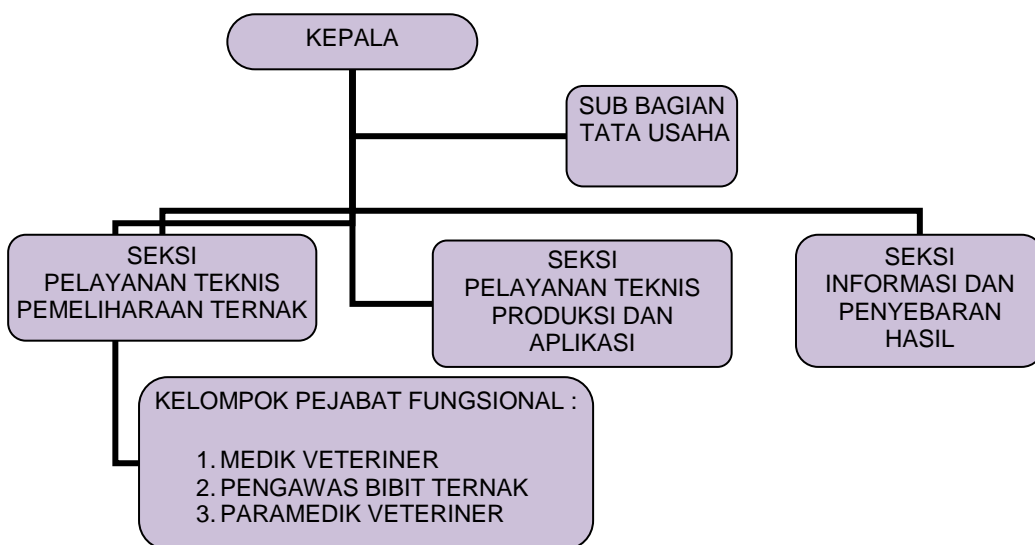 KEPALA
SUB BAGIAN
TATA USAHA
SEKSI
PELAYANAN TEKNIS
PEMELIHARAAN TERNAK
SEKSI
PELAYANAN TEKNIS
PRODUKSI DAN
APLIKASI
SEKSI
INFORMASI DAN
PENYEBARAN
HASIL
KELOMPOK PEJABAT FUNGSIONAL :
1. MEDIK VETERINER
2. PENGAWAS BIBIT TERNAK
3. PARAMEDIK VETERINER